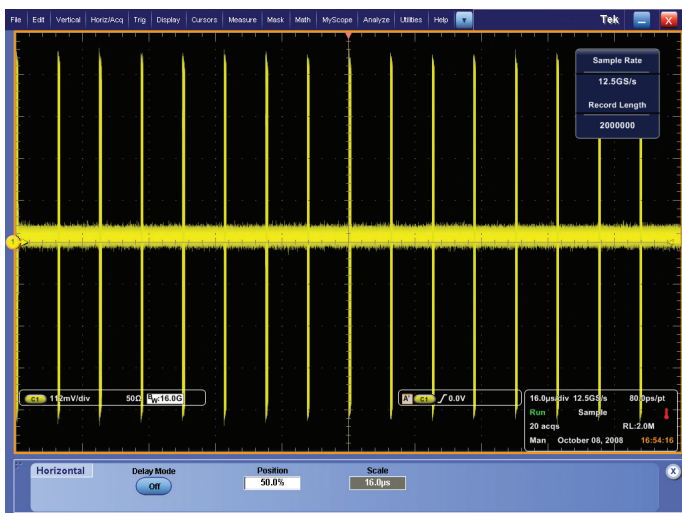 File Edit Vertical Horiz/Acq Trig Display Cursors Measure Mask Math MyScope Analyze Utilities Help Tek X
Sample Rate
12.5GS/s
Record Length
2000000
1
C1 112mV/div 50Ω BW:16.0G
A' C1 0.0V
16.0µs/div 12.5GS/s 80.0ps/pt
Run Sample
20 acqs RL:2.0M
Man October 08, 2008 16:54:16
Horizontal Delay Mode Position Scale X
Off 50.0% 16.0µs